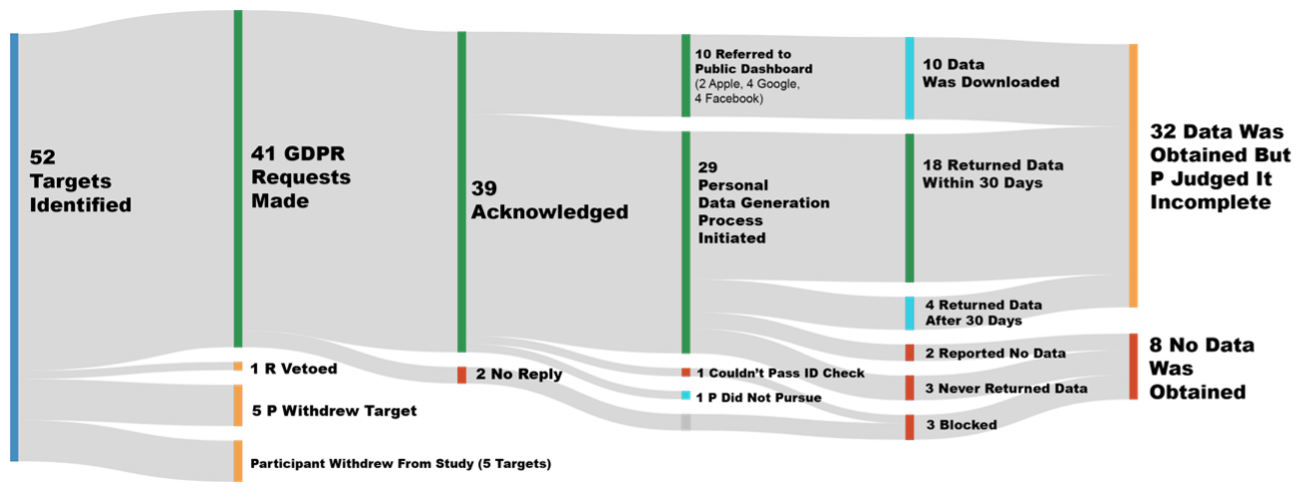 52
Targets
Identified
41 GDPR
Requests
Made
1 R Vetoed
5 P Withdrew Target
Participant Withdrew From Study (5 Targets)
39
Acknowledged
2 No Reply
10 Referred to
Public Dashboard
(2 Apple, 4 Google,
4 Facebook)
29
Personal
Data Generation
Process
Initiated
1 Couldn't Pass ID Check
1 P Did Not Pursue
10 Data
Was Downloaded
18 Returned Data
Within 30 Days
4 Returned Data
After 30 Days
2 Reported No Data
3 Never Returned Data
3 Blocked
32 Data Was
Obtained But
P Judged It
Incomplete
8 No Data
Was
Obtained